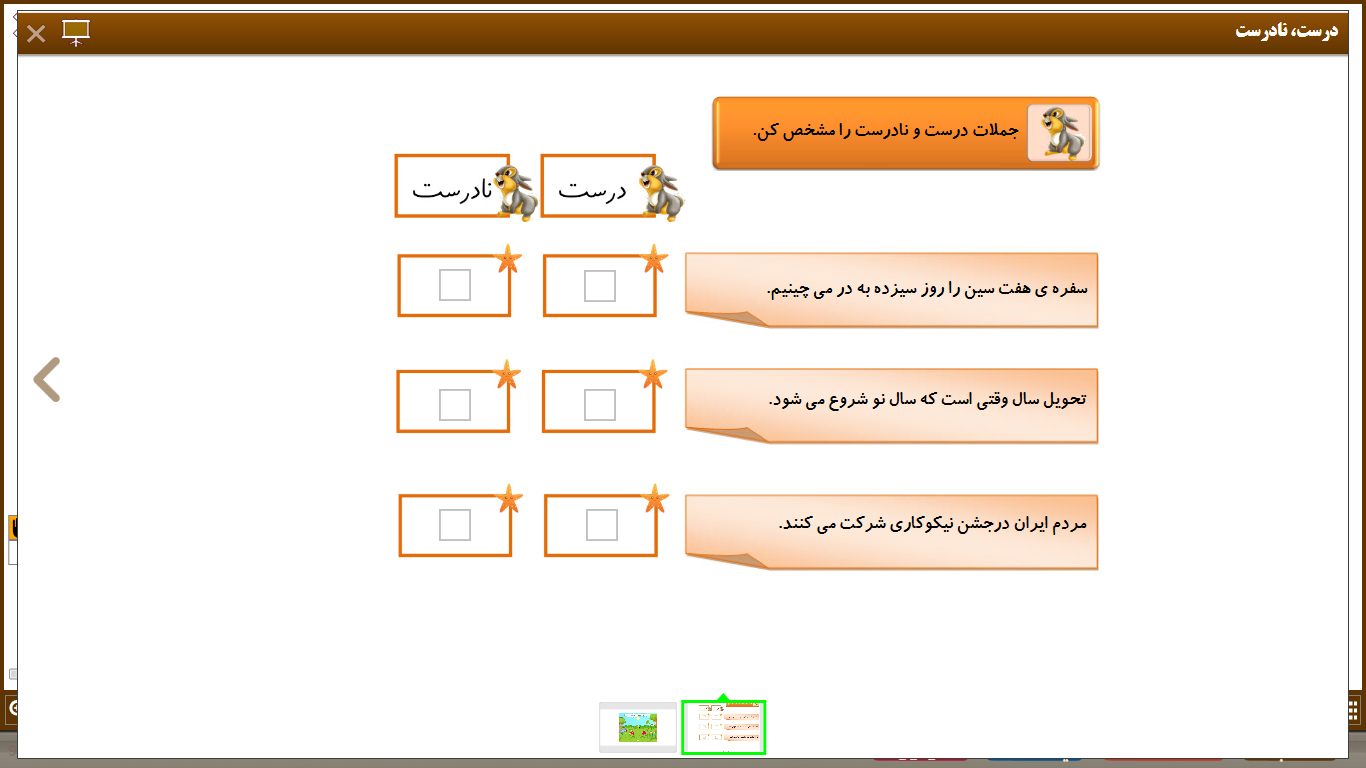 درست، نادرست
جملات درست و نادرست را مشخص کن.
درست
نادرست
سفره ی هفت سین را روز سیزده به در می چینیم.
تحویل سال وقتی است که سال نو شروع می شود.
مردم ایران درجشن نیکوکاری شرکت می کنند.